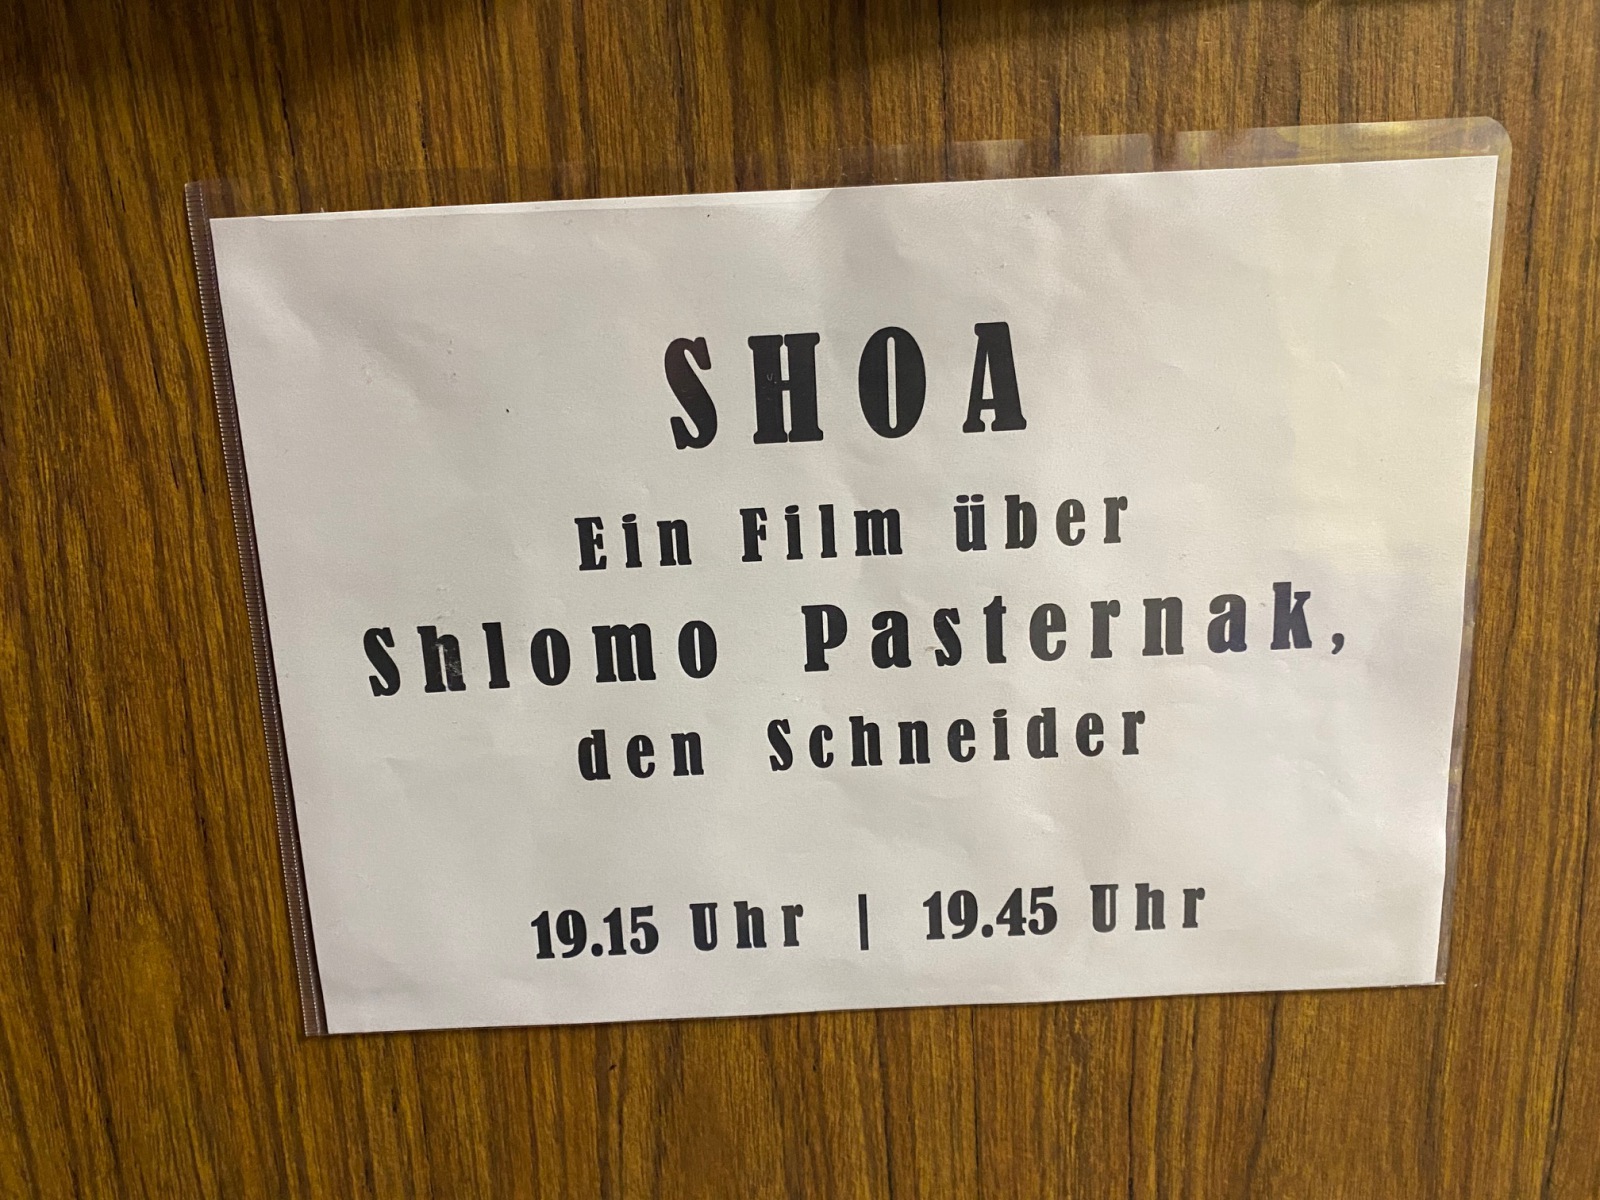 SHOA
Ein Film über
Shlomo Pasternak,
den Schneider
19.15 Uhr | 19.45 Uhr